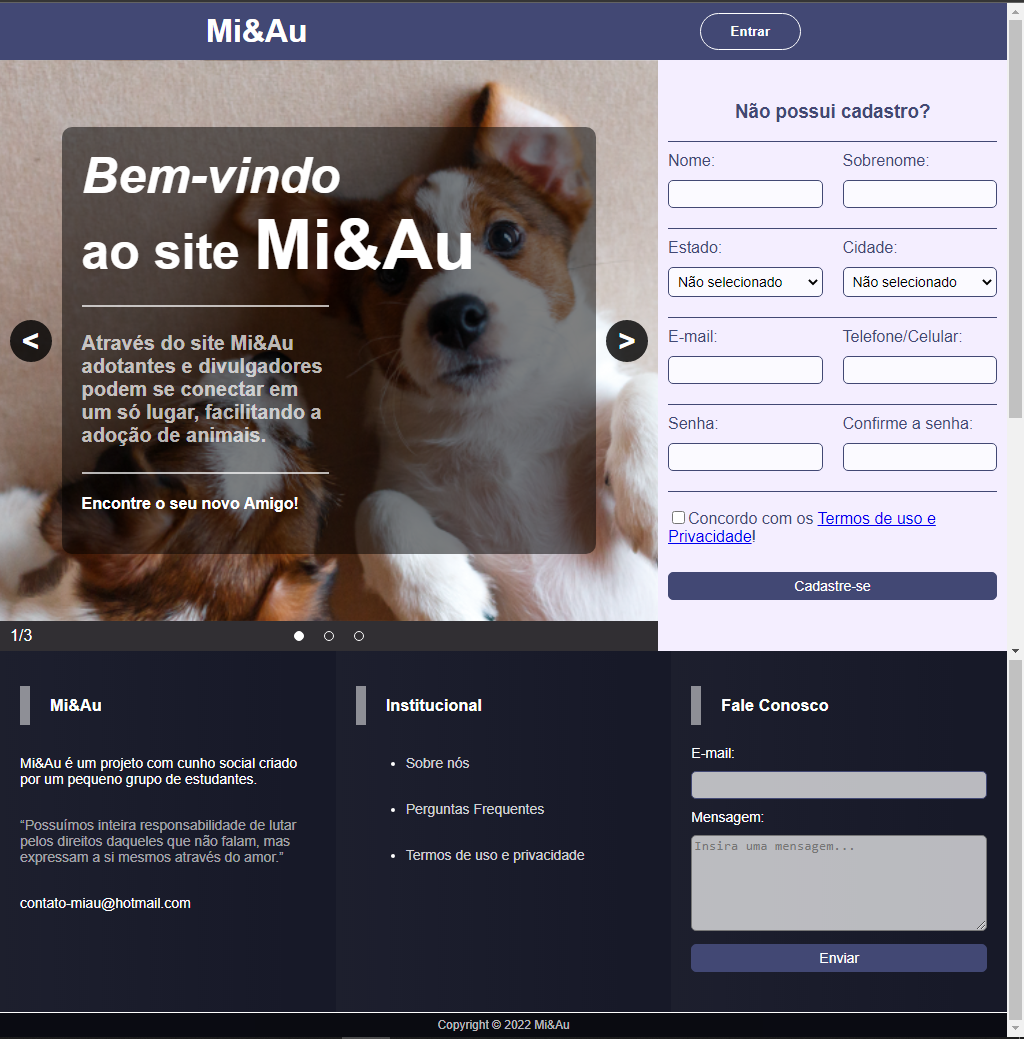 Mi&Au
Entrar
Bem-vindo
ao site Mi&Au
Através do site Mi&Au
adotantes e divulgadores
podem se conectar em
um só lugar, facilitando a
adoção de animais.
Encontre o seu novo Amigo!
<
>
1/3
Não possui cadastro?
Nome: Sobrenome:
Estado: Cidade:
Não selecionado Não selecionado
E-mail: Telefone/Celular:
Senha: Confirme a senha:
Concordo com os Termos de uso e
Privacidade!
Cadastre-se
Mi&Au
Mi&Au é um projeto com cunho social criado
por um pequeno grupo de estudantes.
“Possuímos inteira responsabilidade de lutar
pelos direitos daqueles que não falam, mas
expressam a si mesmos através do amor.”
contato-miau@hotmail.com
Institucional
Sobre nós
Perguntas Frequentes
Termos de uso e privacidade
Fale Conosco
E-mail:
Mensagem:
Insira uma mensagem...
Enviar
Copyright © 2022 Mi&Au